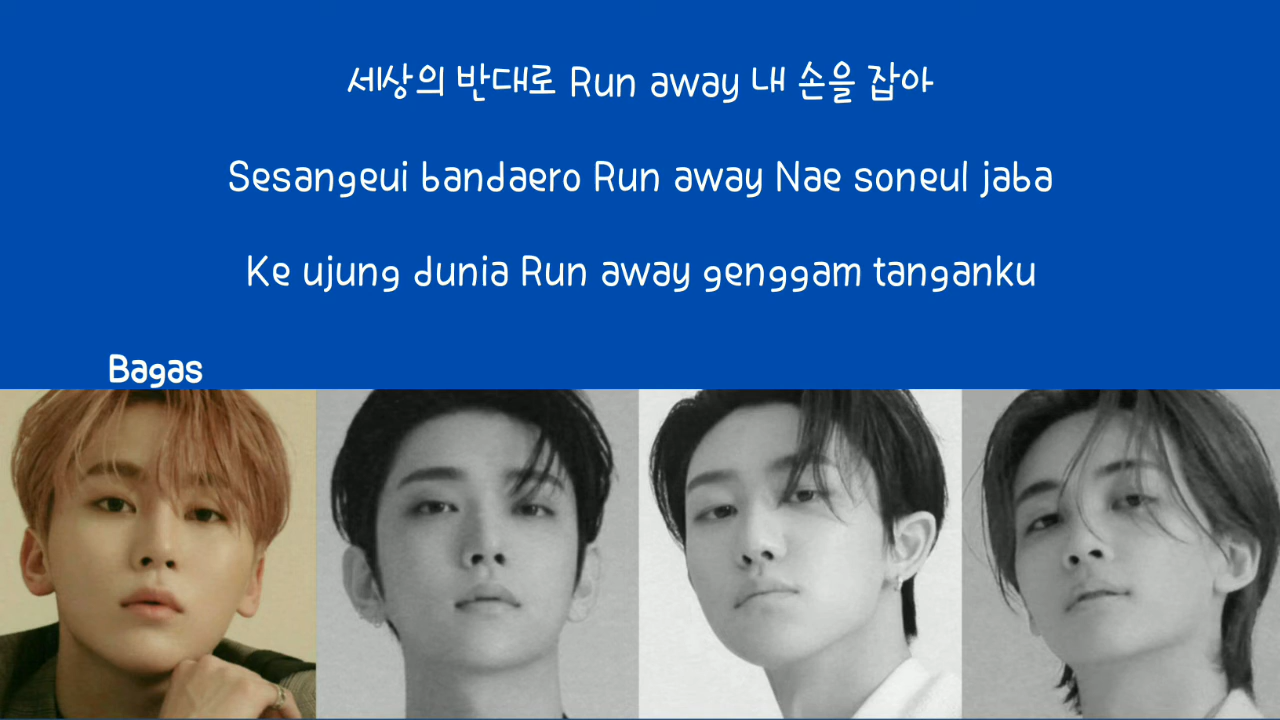 세상의 반대로 Run away 내 손을 잡아
Sesangeui bandaero Run away Nae soneul jaba
Ke ujung dunia Run away genggam tanganku
Bagas